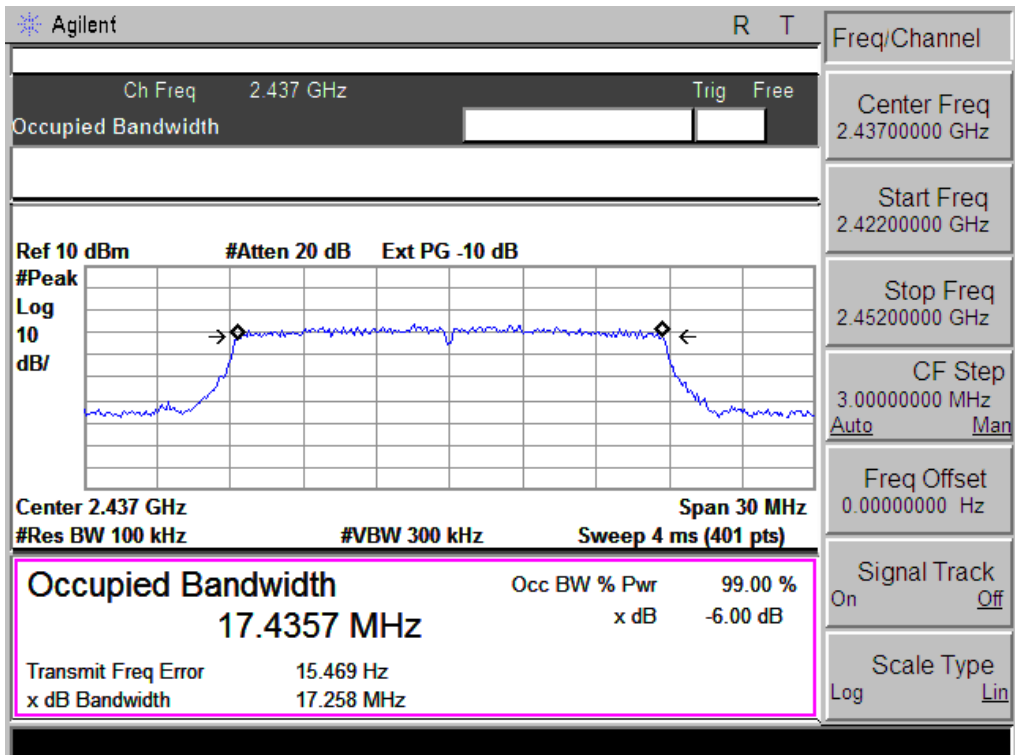 Agilent
R T
Freq/Channel
Ch Freq 2.437 GHz Trig Free
Occupied Bandwidth
Center Freq
2.43700000 GHz
Start Freq
2.42200000 GHz
Ref 10 dBm #Atten 20 dB Ext PG -10 dB
#Peak
Log
10
dB/
Stop Freq
2.45200000 GHz
CF Step
3.00000000 MHz
Auto Man
Freq Offset
0.00000000 Hz
Center 2.437 GHz Span 30 MHz
#Res BW 100 kHz #VBW 300 kHz Sweep 4 ms (401 pts)
Occupied Bandwidth Occ BW % Pwr 99.00 %
17.4357 MHz x dB -6.00 dB
Transmit Freq Error 15.469 Hz
x dB Bandwidth 17.258 MHz
Signal Track
On Off
Scale Type
Log Lin